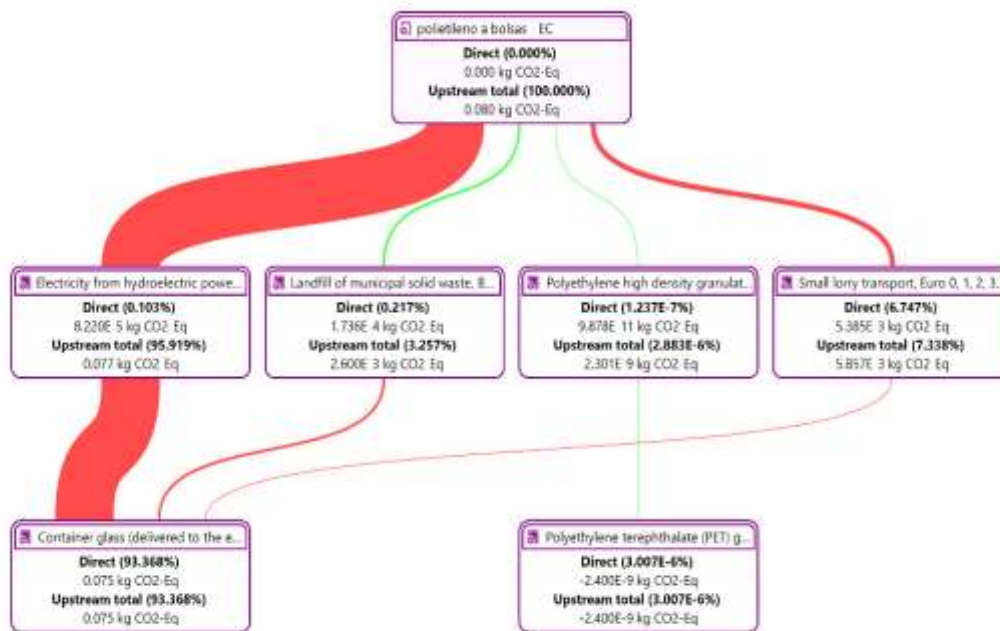 polietileno a bolsas EC
Direct (0.000%)
0.000 kg CO2-Eq
Upstream total (100.000%)
0.080 kg CO2-Eq
Electricity from hydroelectric powe...
Direct (0.103%)
8.220E 5 kg CO2 Eq
Upstream total (95.919%)
0.077 kg CO2 Eq
Landfill of municipal solid waste, B...
Direct (0.217%)
1.736E 4 kg CO2 Eq
Upstream total (3.257%)
2.600E 3 kg CO2 Eq
Polyethylene high density granulat...
Direct (1.237E-7%)
9.878E 11 kg CO2 Eq
Upstream total (2.883E-6%)
2.301E 9 kg CO2 Eq
Small lorry transport, Euro 0, 1, 2, 3...
Direct (6.747%)
5.385E 3 kg CO2 Eq
Upstream total (7.338%)
5.857E 3 kg CO2 Eq
Container glass (delivered to the e...
Direct (93.368%)
0.075 kg CO2-Eq
Upstream total (93.368%)
0.075 kg CO2-Eq
Polyethylene terephthalate (PET) g...
Direct (3.007E-6%)
-2.400E-9 kg CO2-Eq
Upstream total (3.007E-6%)
-2.400E-9 kg CO2-Eq